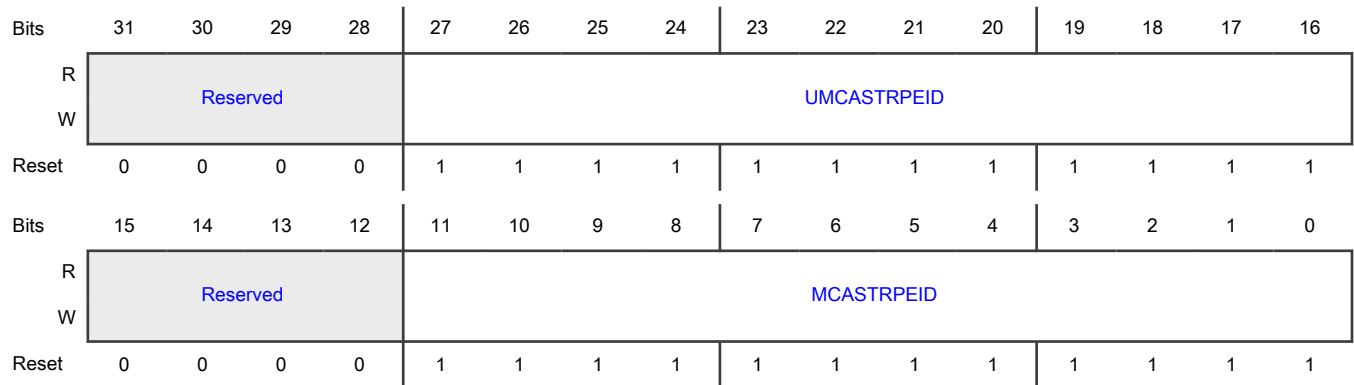 Bits 31 30 29 28 27 26 25 24 23 22 21 20 19 18 17 16
R
Reserved UMCASTRPEID
W
Reset 0 0 0 0 1 1 1 1 1 1 1 1 1 1 1 1
Bits 15 14 13 12 11 10 9 8 7 6 5 4 3 2 1 0
R
Reserved MCASTRPEID
W
Reset 0 0 0 0 1 1 1 1 1 1 1 1 1 1 1 1